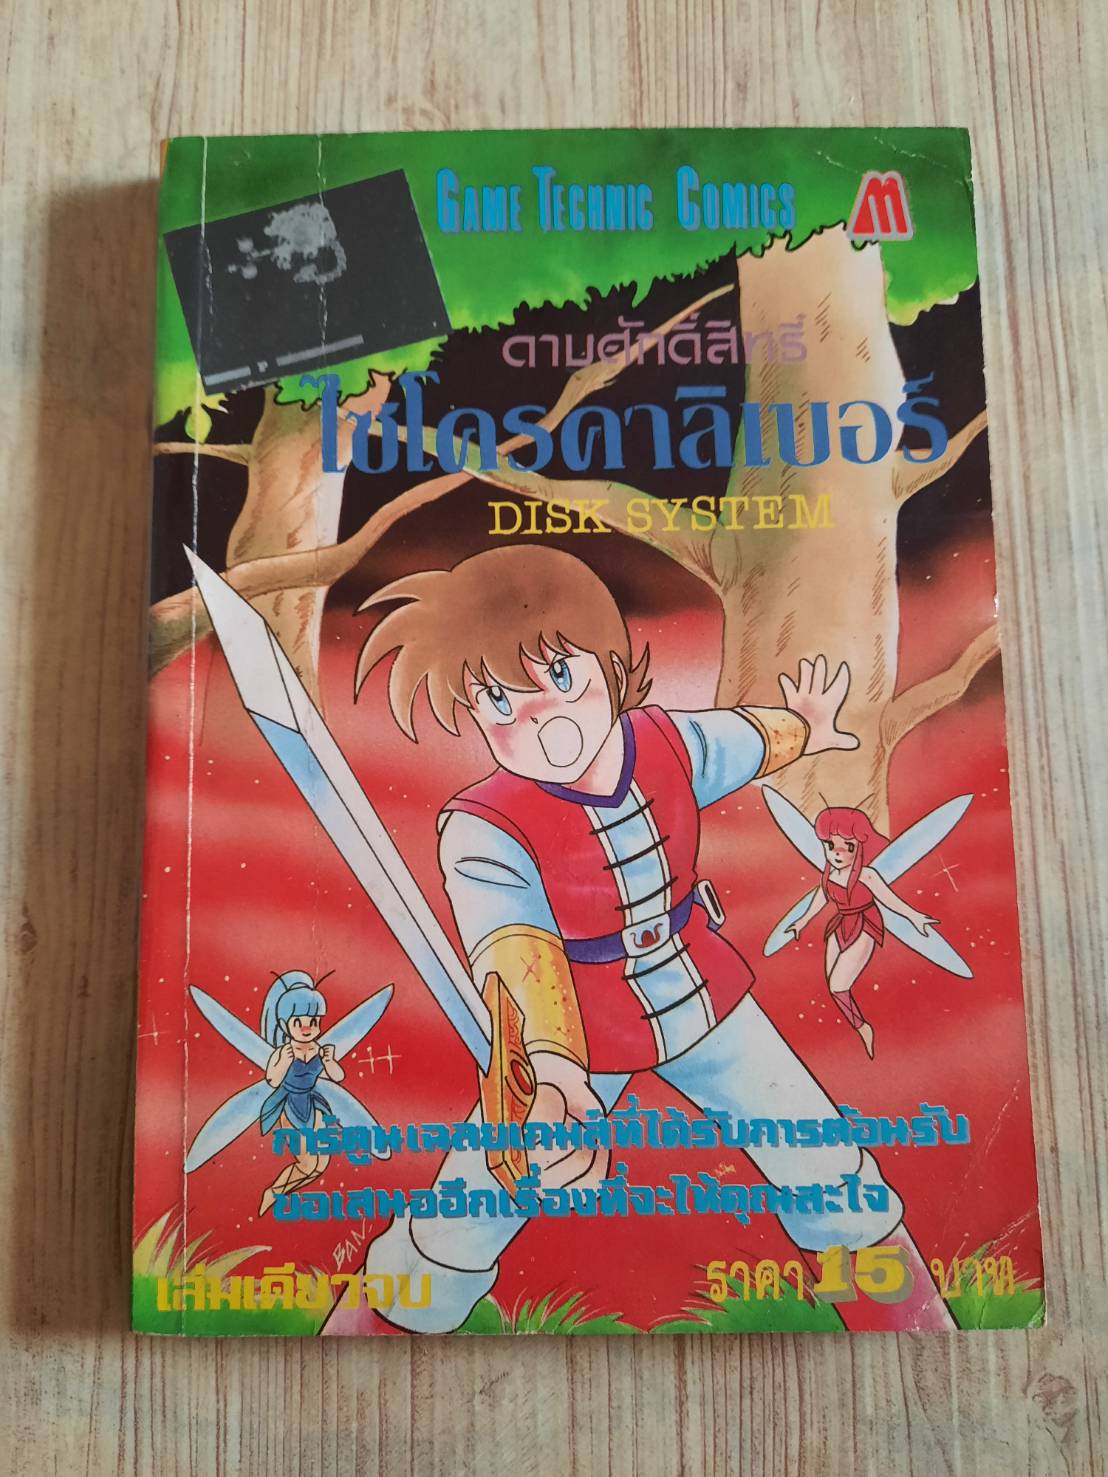 GAME TECHNIC COMICS
ดาบศักดิ์สิทธิ์
ไซโครคาลิเบอร์
DISK SYSTEM
การ์ตูนเฉลยเกมส์ที่ได้รับการต้อนรับ
ขอเสนออีกเรื่องที่จะให้คุณสะใจ
BAN
เล่มเดียวจบ
ราคา 15 บาท